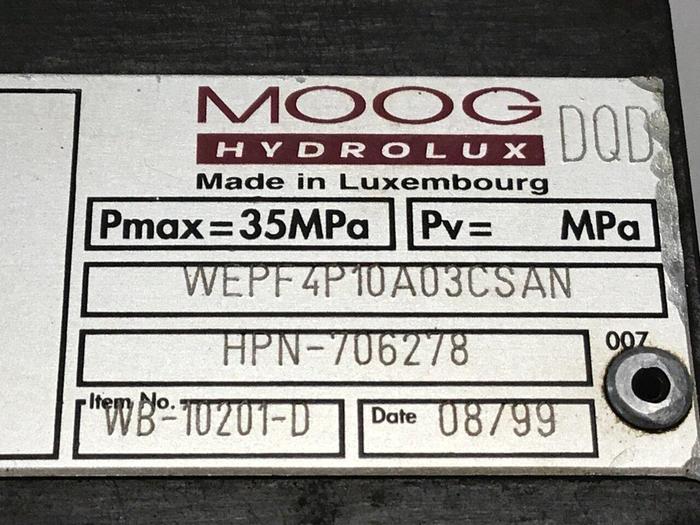 MOOG DQD
HYDROLUX
Made in Luxembourg
Pmax=35MPa Pv= MPa
WEPF4P10A03CSAN
HPN-706278 007
Item No. WB-10201-D Date 08/99